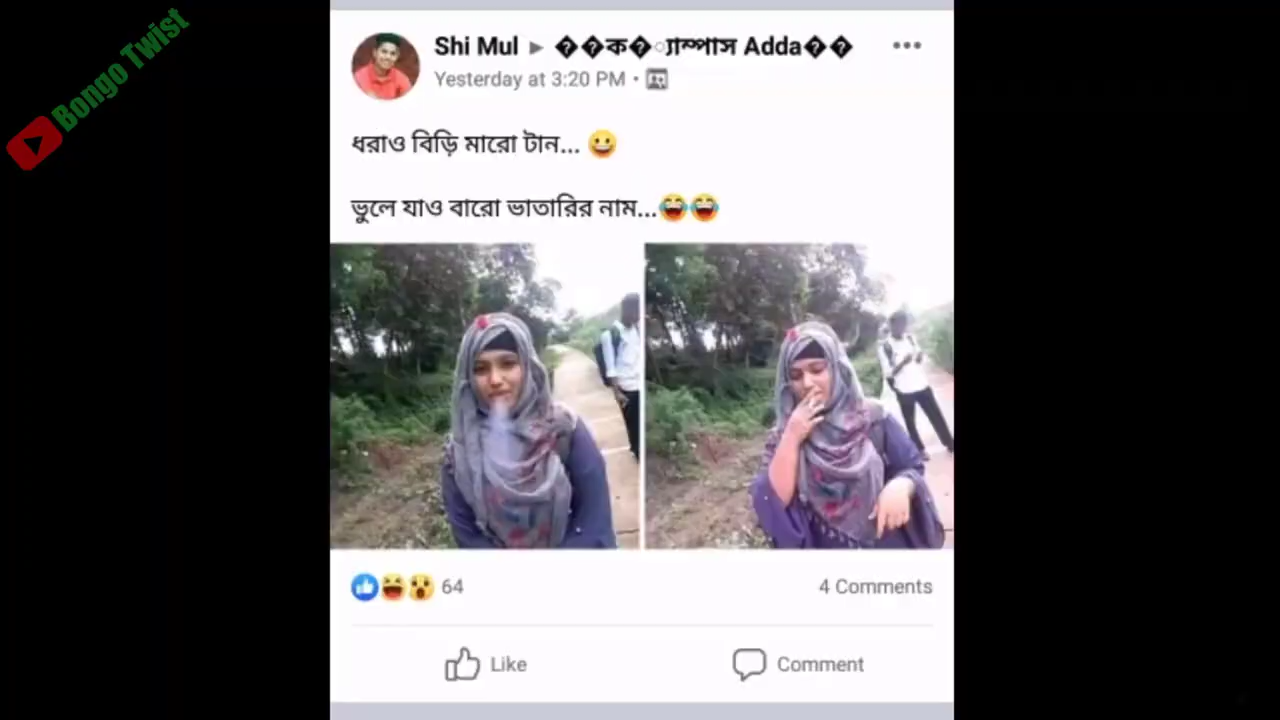 Bongo Twist
Shi Mul ▸ ��ক�্যাম্পাস Adda��
Yesterday at 3:20 PM
ধরাও বিড়ি মারো টান... 😀
ভুলে যাও বারো ভাতারির নাম...😂😂
64
4 Comments
Like
Comment